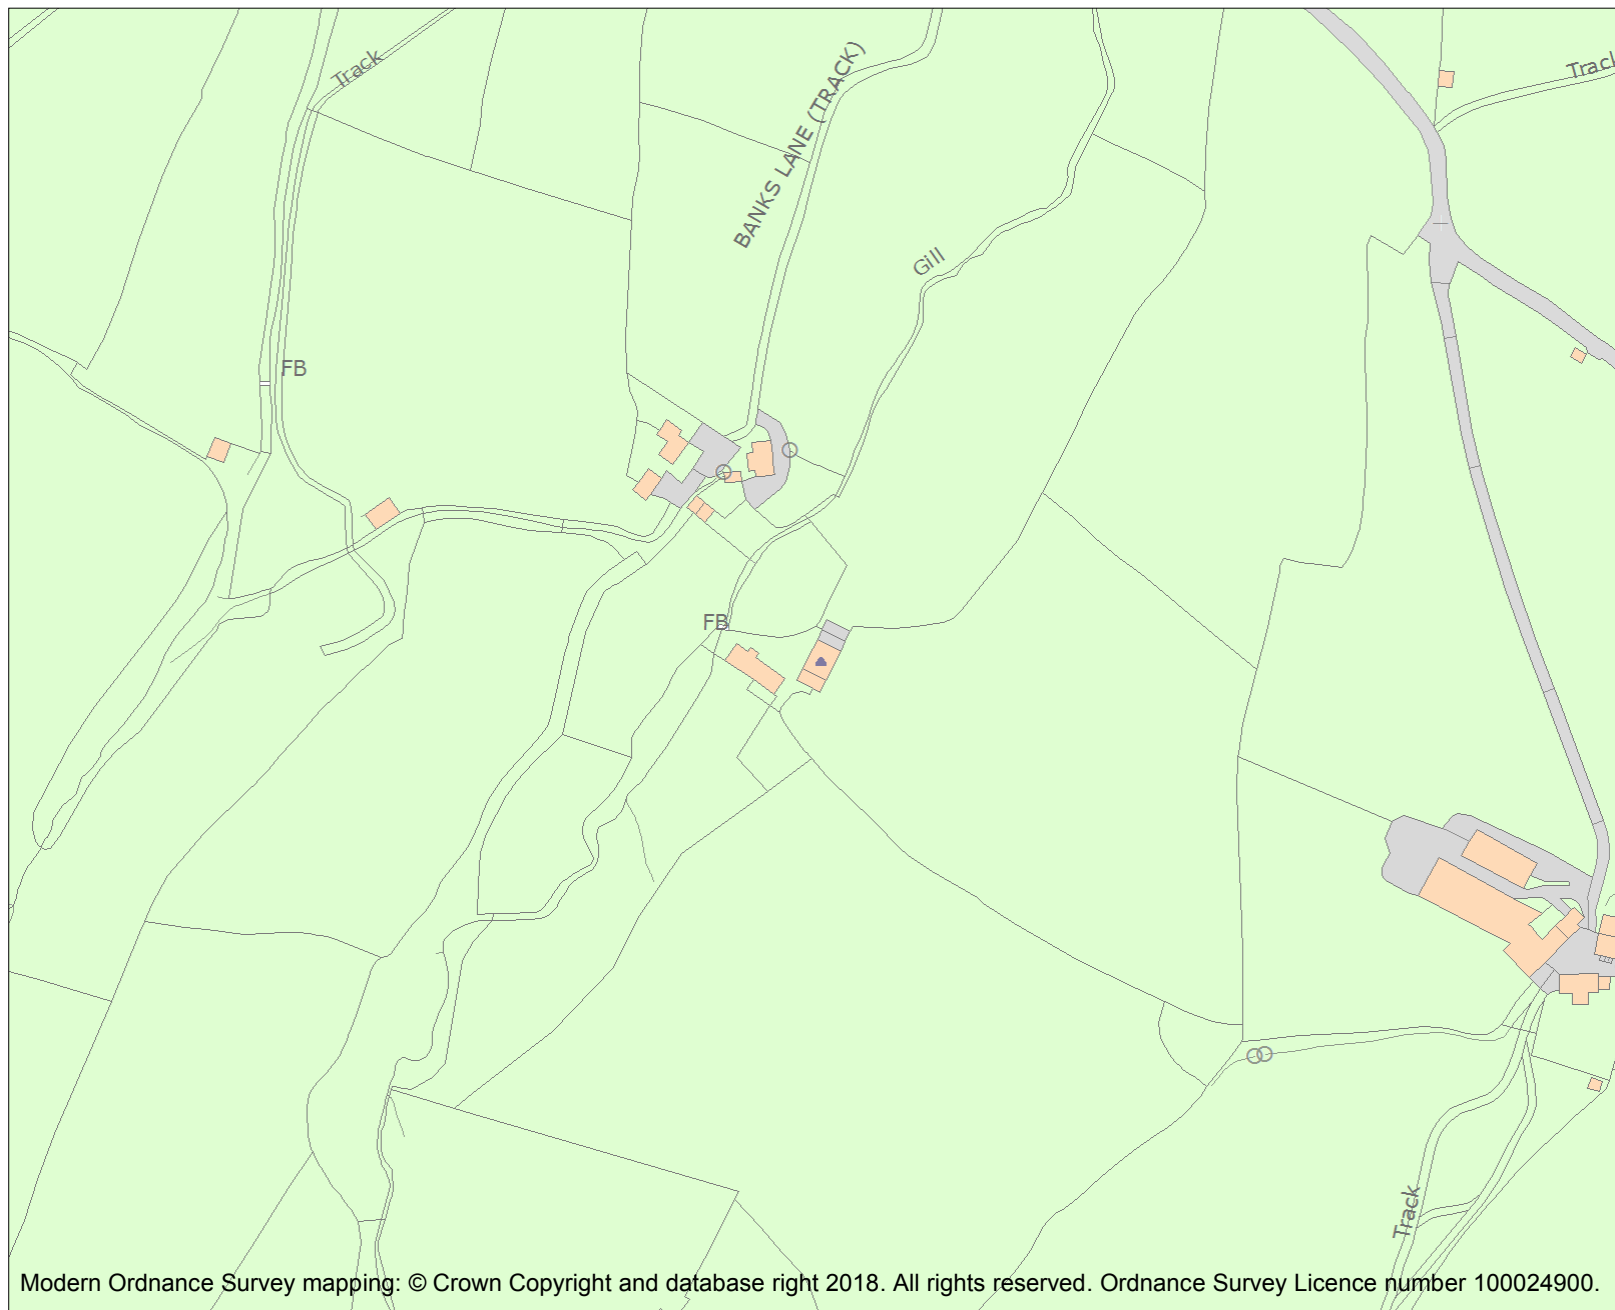 Track
BANKS LANE (TRACK)
Track
Gill
FB
FB
Track
Modern Ordnance Survey mapping: © Crown Copyright and database right 2018. All rights reserved. Ordnance Survey Licence number 100024900.